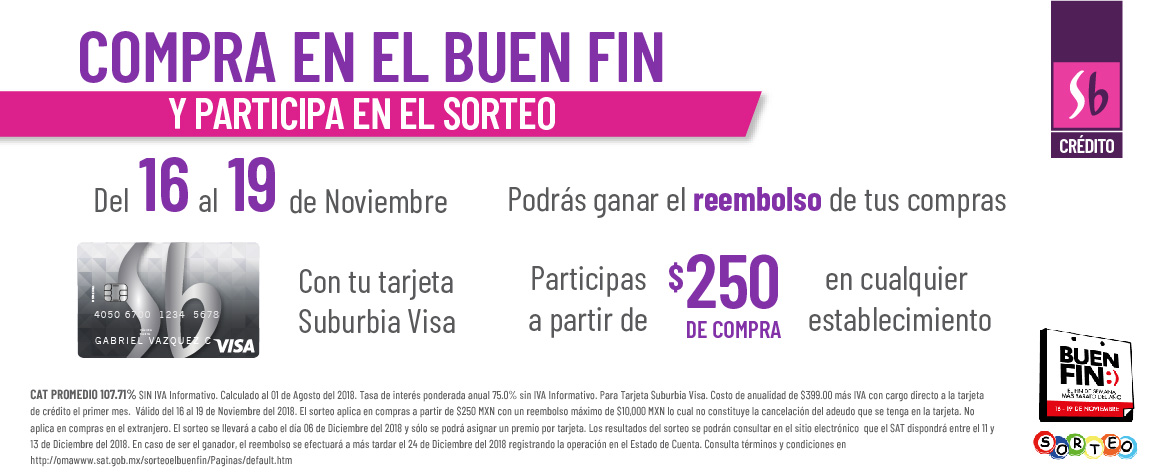 COMPRA EN EL BUEN FIN
Y PARTICIPA EN EL SORTEO
Sb
CRÉDITO
Del 16 al 19 de Noviembre
Podrás ganar el reembolso de tus compras
Sb
4050 6700 1234 5678
GABRIEL VAZQUEZ C
VISA
Con tu tarjeta
Suburbia Visa
Participas
a partir de
$250
DE COMPRA
en cualquier
establecimiento
BUEN
FIN:)
EL FIN DE SEMANA
MÁS BARATO DEL AÑO
16 - 19 DE NOVIEMBRE
SORTEO
CAT PROMEDIO 107.71% SIN IVA Informativo. Calculado al 01 de Agosto del 2018. Tasa de interés ponderada anual 75.0% sin IVA Informativo. Para Tarjeta Suburbia Visa. Costo de anualidad de $399.00 más IVA con cargo directo a la tarjeta
de crédito el primer mes. Válido del 16 al 19 de Noviembre del 2018. El sorteo aplica en compras a partir de $250 MXN con un reembolso máximo de $10,000 MXN lo cual no constituye la cancelación del adeudo que se tenga en la tarjeta. No
aplica en compras en el extranjero. El sorteo se llevará a cabo el día 06 de Diciembre del 2018 y sólo se podrá asignar un premio por tarjeta. Los resultados del sorteo se podrán consultar en el sitio electrónico que el SAT dispondrá entre el 11 y
13 de Diciembre del 2018. En caso de ser el ganador, el reembolso se efectuará a más tardar el 24 de Diciembre del 2018 registrando la operación en el Estado de Cuenta. Consulta términos y condiciones en
http://omawww.sat.gob.mx/sorteoelbuenfin/Paginas/default.htm